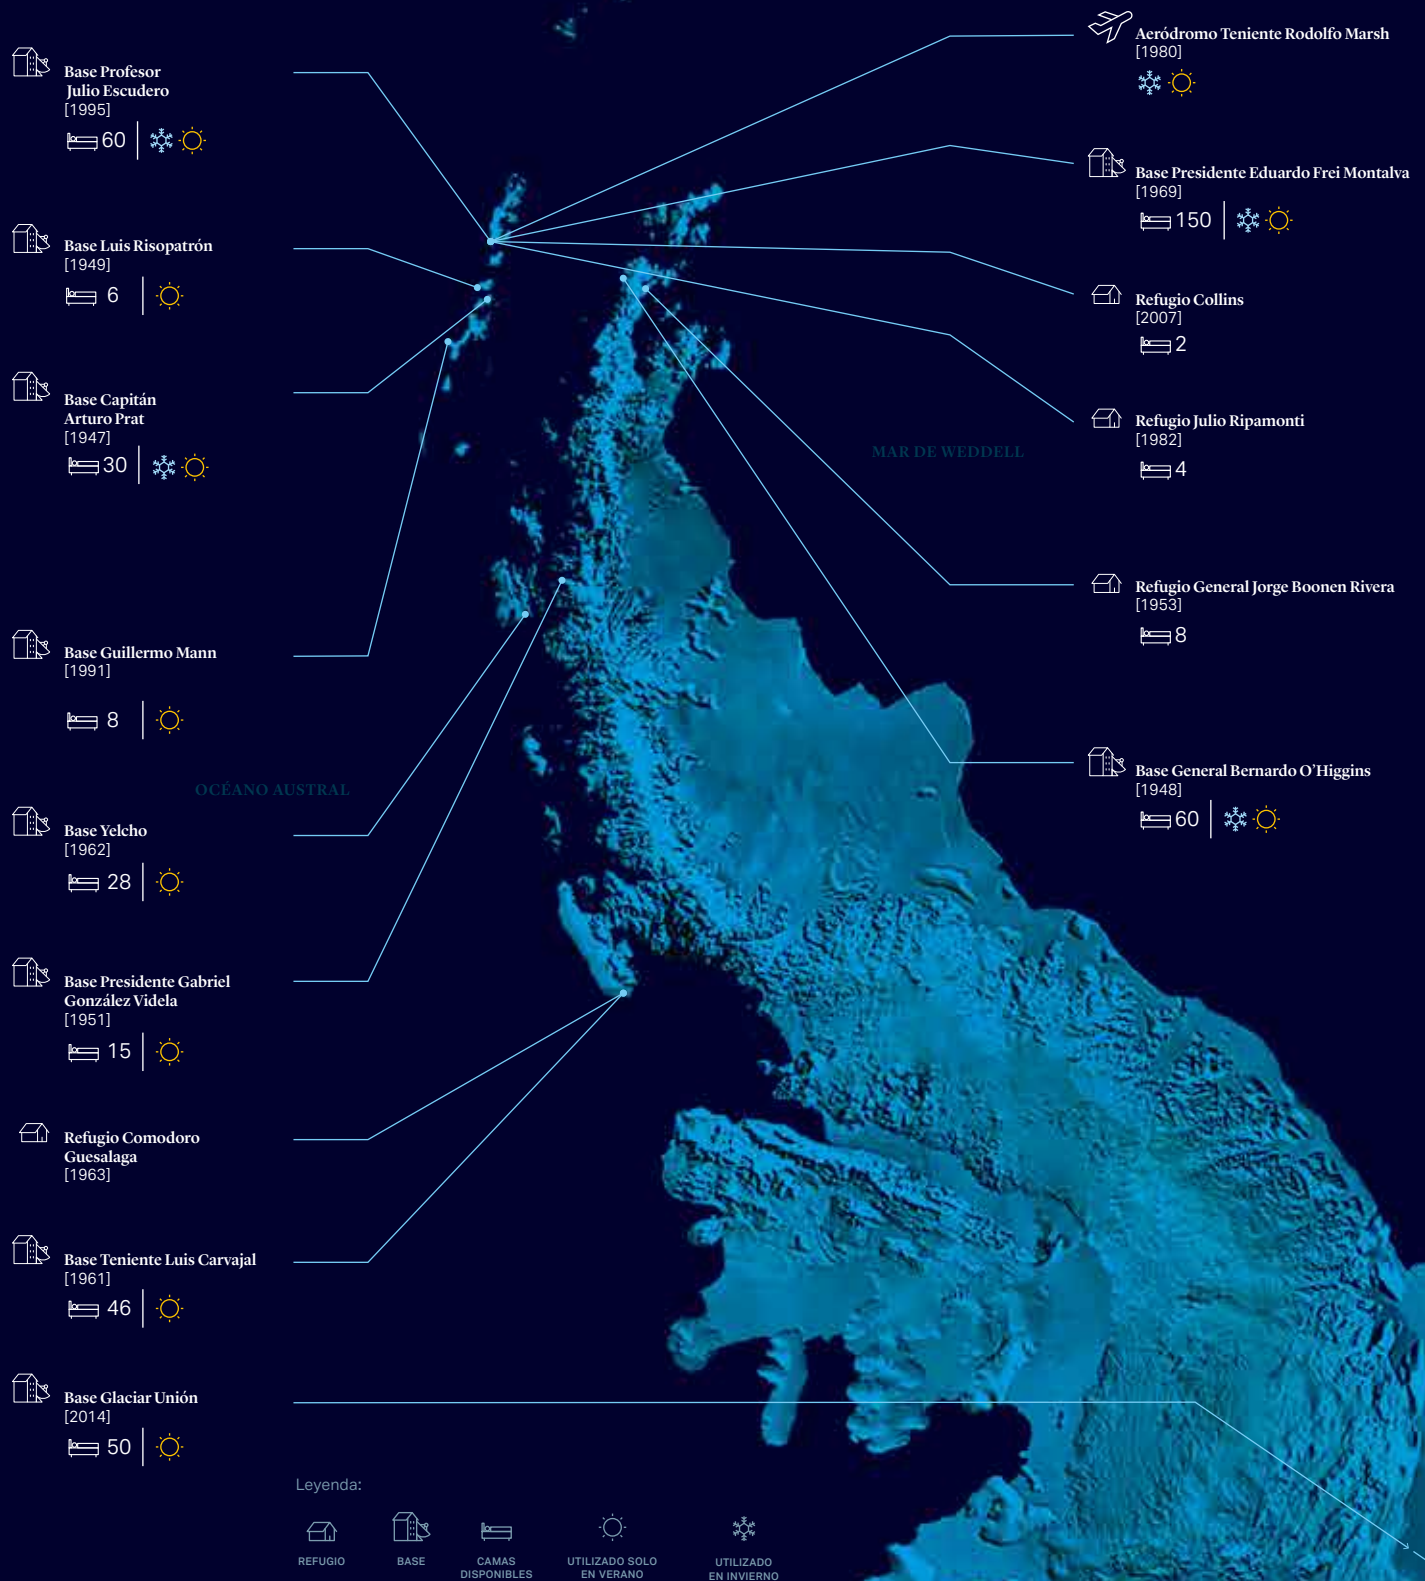 Base Profesor
Julio Escudero
[1995]
60
Base Luis Risopatrón
[1949]
6
Base Capitán
Arturo Prat
[1947]
30
Base Guillermo Mann
[1991]
8
OCÉANO AUSTRAL
Base Yelcho
[1962]
28
Base Presidente Gabriel
González Videla
[1951]
15
Refugio Comodoro
Guesalaga
[1963]
Base Teniente Luis Carvajal
[1961]
46
Base Glaciar Unión
[2014]
50
Aeródromo Teniente Rodolfo Marsh
[1980]
Base Presidente Eduardo Frei Montalva
[1969]
150
Refugio Collins
[2007]
2
Refugio Julio Ripamonti
[1982]
4
MAR DE WEDDELL
Refugio General Jorge Boonen Rivera
[1953]
8
Base General Bernardo O’Higgins
[1948]
60
Leyenda:
REFUGIO
BASE
CAMAS
DISPONIBLES
UTILIZADO SOLO
EN VERANO
UTILIZADO
EN INVIERNO